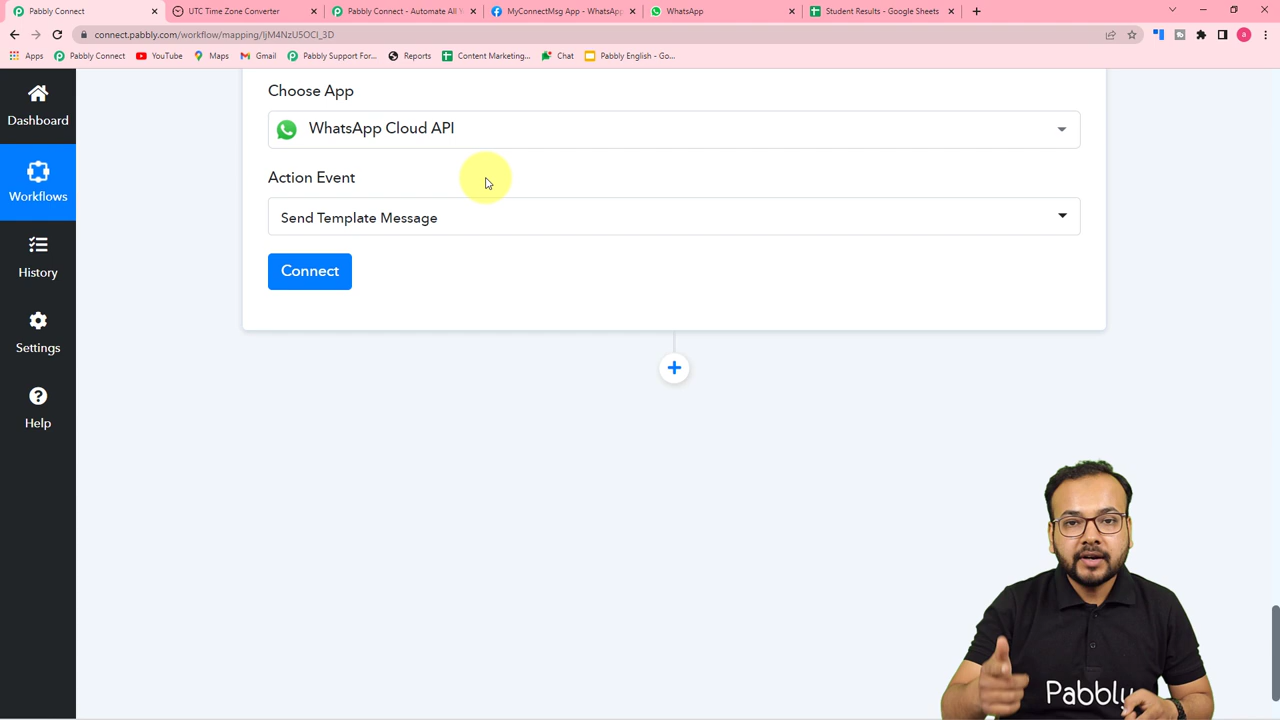 Pabbly Connect
UTC Time Zone Converter
Pabbly Connect - Automate All Y
MyConnectMsg App - WhatsApp
WhatsApp
Student Results - Google Sheets
connect.pabbly.com/workflow/mapping/
Apps
Pabbly Connect
YouTube
Maps
Gmail
Pabbly Support For...
Reports
Content Marketing...
Chat
Pabbly English - Go...
a
Dashboard
Workflows
History
Settings
Help
Choose App
WhatsApp Cloud API
Action Event
Send Template Message
Connect
Pabbly